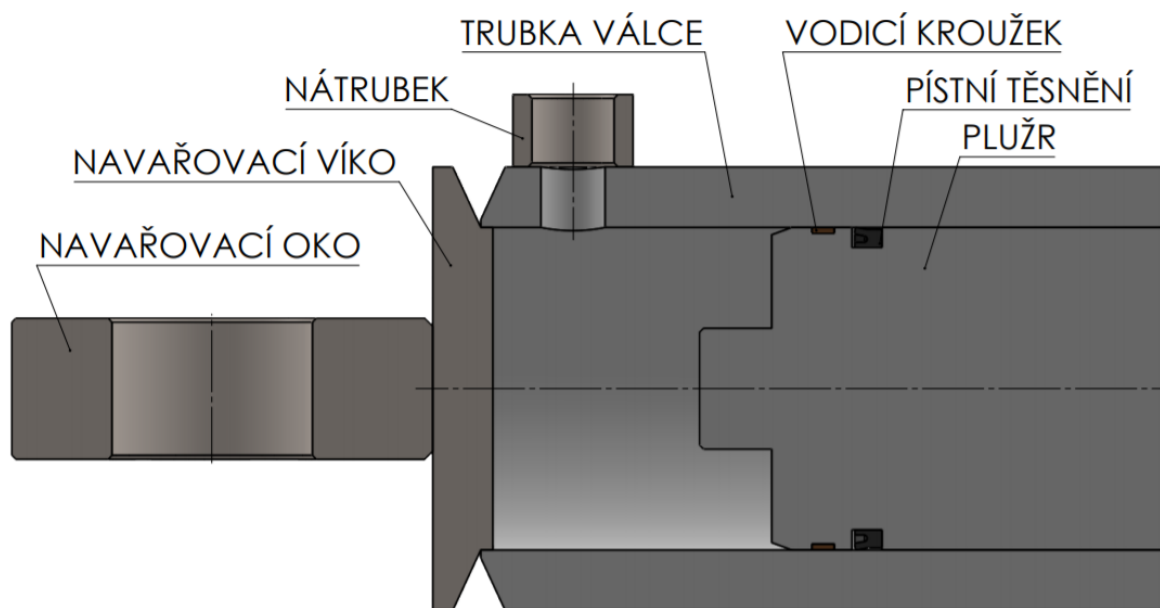 TRUBKA VÁLCE
VODICÍ KROUŽEK
NÁTRUBEK
PÍSTNÍ TĚSNĚNÍ
PLUŽR
NAVAŘOVACÍ VÍKO
NAVAŘOVACÍ OKO